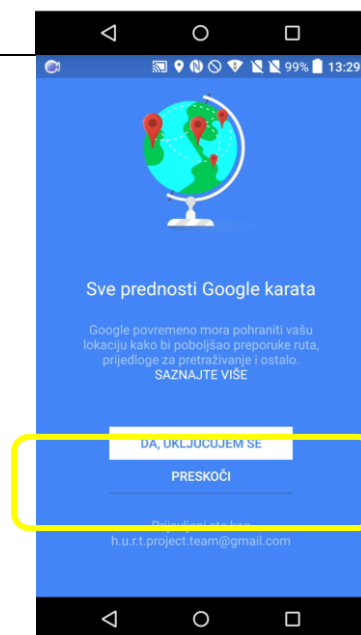 99% 13:29
Sve prednosti Google karata
Google povremeno mora pohraniti vašu
lokaciju kako bi poboljšao preporuke ruta,
prijedloge za pretraživanje i ostalo.
SAZNAJTE VIŠE
DA, UKLJUČUJEM SE
PRESKOČI
Prijavljeni ste kao
h.u.r.t.project.team@gmail.com